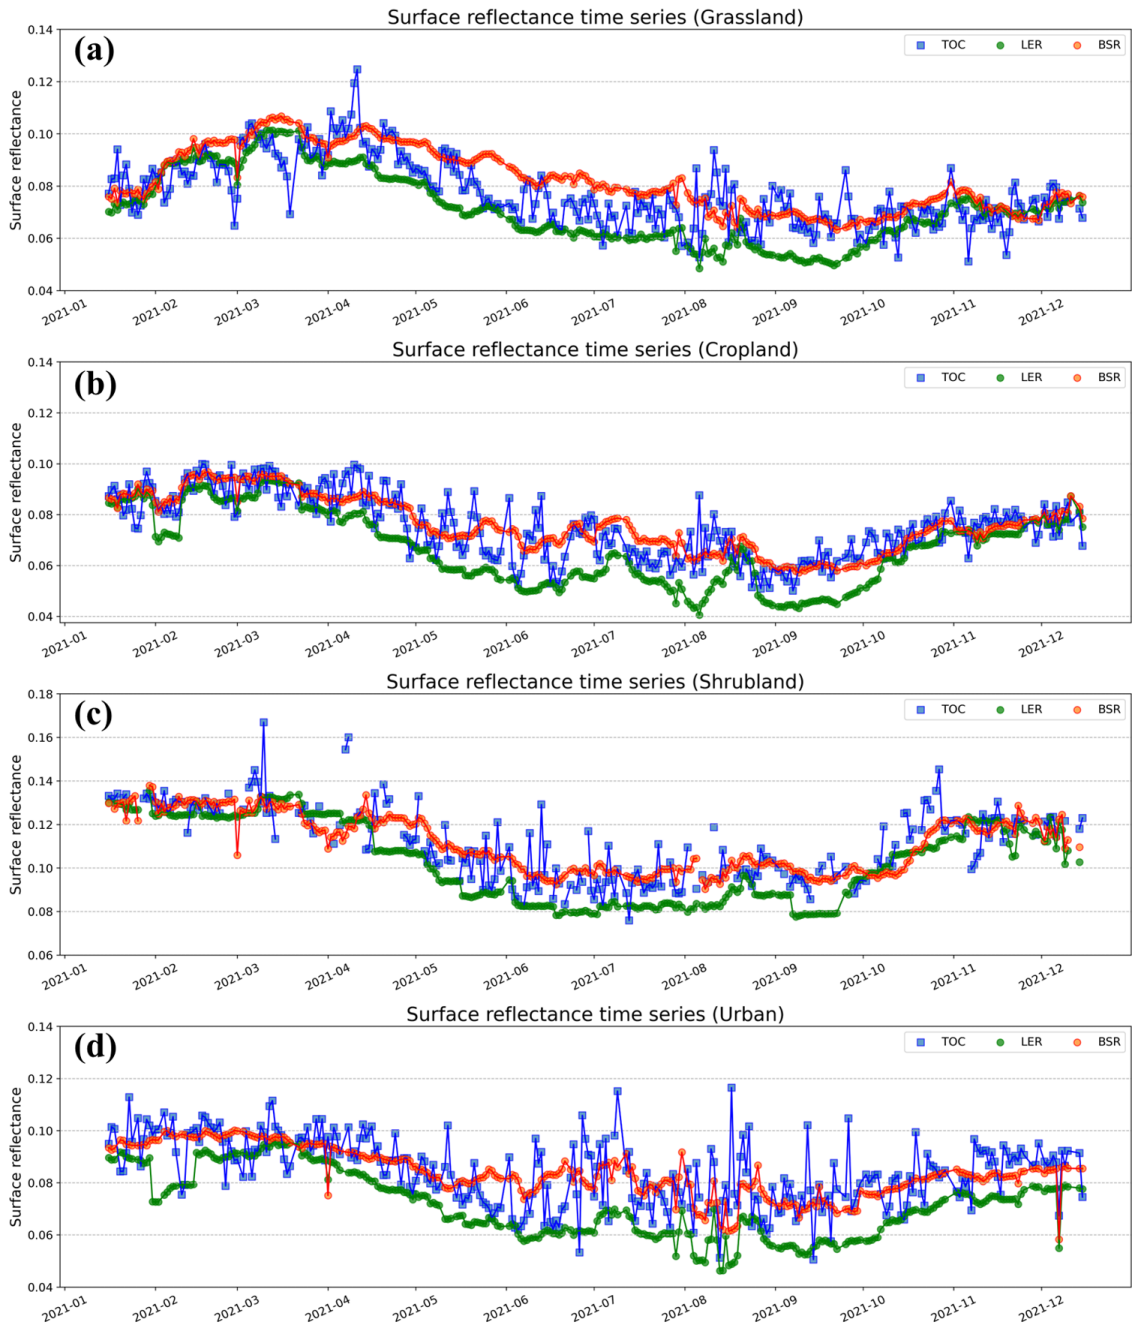 Surface reflectance time series (Grassland)
(a)
TOC LER BSR
Surface reflectance
0.14
0.12
0.10
0.08
0.06
0.04
2021-01 2021-02 2021-03 2021-04 2021-05 2021-06 2021-07 2021-08 2021-09 2021-10 2021-11 2021-12
Surface reflectance time series (Cropland)
(b)
TOC LER BSR
Surface reflectance
0.14
0.12
0.10
0.08
0.06
0.04
2021-01 2021-02 2021-03 2021-04 2021-05 2021-06 2021-07 2021-08 2021-09 2021-10 2021-11 2021-12
Surface reflectance time series (Shrubland)
(c)
TOC LER BSR
Surface reflectance
0.18
0.16
0.14
0.12
0.10
0.08
0.06
2021-01 2021-02 2021-03 2021-04 2021-05 2021-06 2021-07 2021-08 2021-09 2021-10 2021-11 2021-12
Surface reflectance time series (Urban)
(d)
TOC LER BSR
Surface reflectance
0.14
0.12
0.10
0.08
0.06
0.04
2021-01 2021-02 2021-03 2021-04 2021-05 2021-06 2021-07 2021-08 2021-09 2021-10 2021-11 2021-12